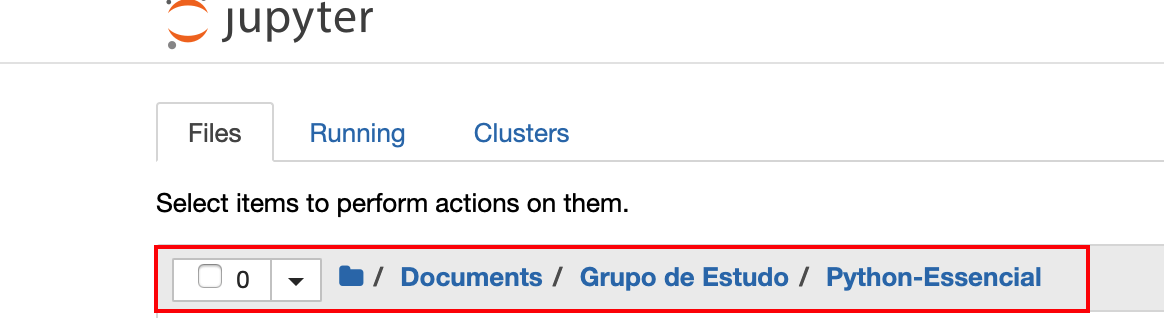 jupyter
Files Running Clusters
Select items to perform actions on them.
0 / Documents / Grupo de Estudo / Python-Essencial